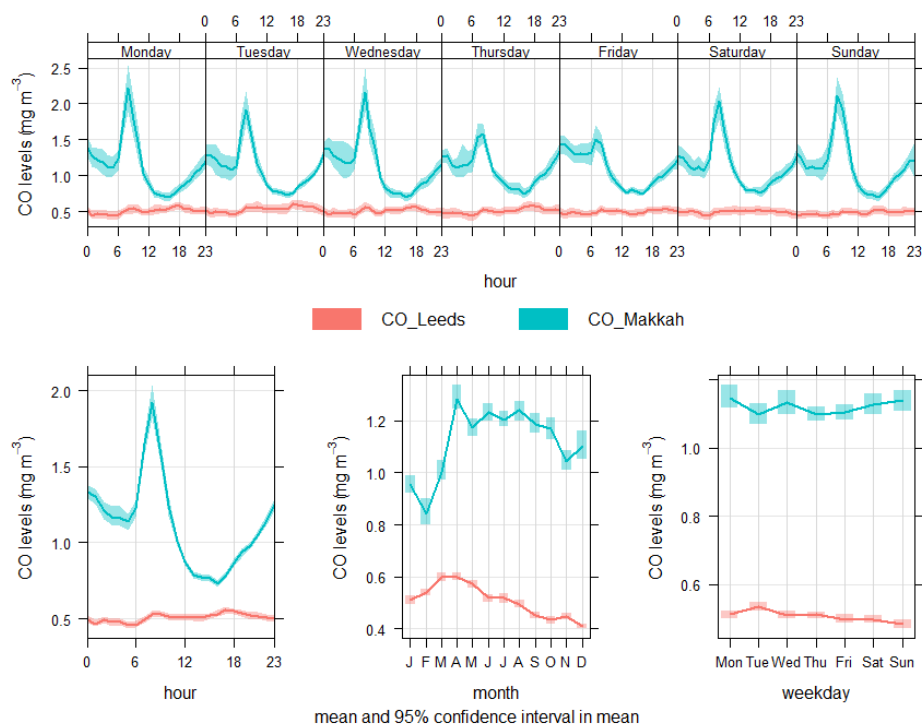 0 6 12 18 23 0 6 12 18 23 0 6 12 18 23
Monday Tuesday Wednesday Thursday Friday Saturday Sunday
CO levels (mg m⁻³)
2.5
2.0
1.5
1.0
0.5
0 6 12 18 23 0 6 12 18 23 0 6 12 18 23 0 6 12 18 23
hour
CO_Leeds CO_Makkah
CO levels (mg m⁻³)
2.0
1.5
1.0
0.5
0 6 12 18 23
hour
CO levels (mg m⁻³)
1.2
1.0
0.8
0.6
0.4
J F M A M J J A S O N D
month
CO levels (mg m⁻³)
1.0
0.8
0.6
Mon Tue Wed Thu Fri Sat Sun
weekday
mean and 95% confidence interval in mean